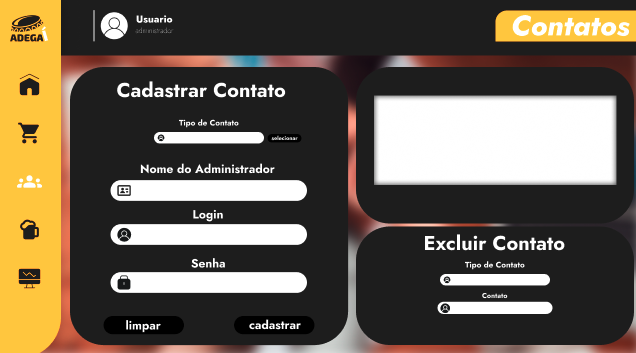 ADEGA
Usuario
administrador
Contatos
Cadastrar Contato
Tipo de Contato
selecionar
Nome do Administrador
Login
Senha
limpar
cadastrar
Excluir Contato
Tipo de Contato
Contato